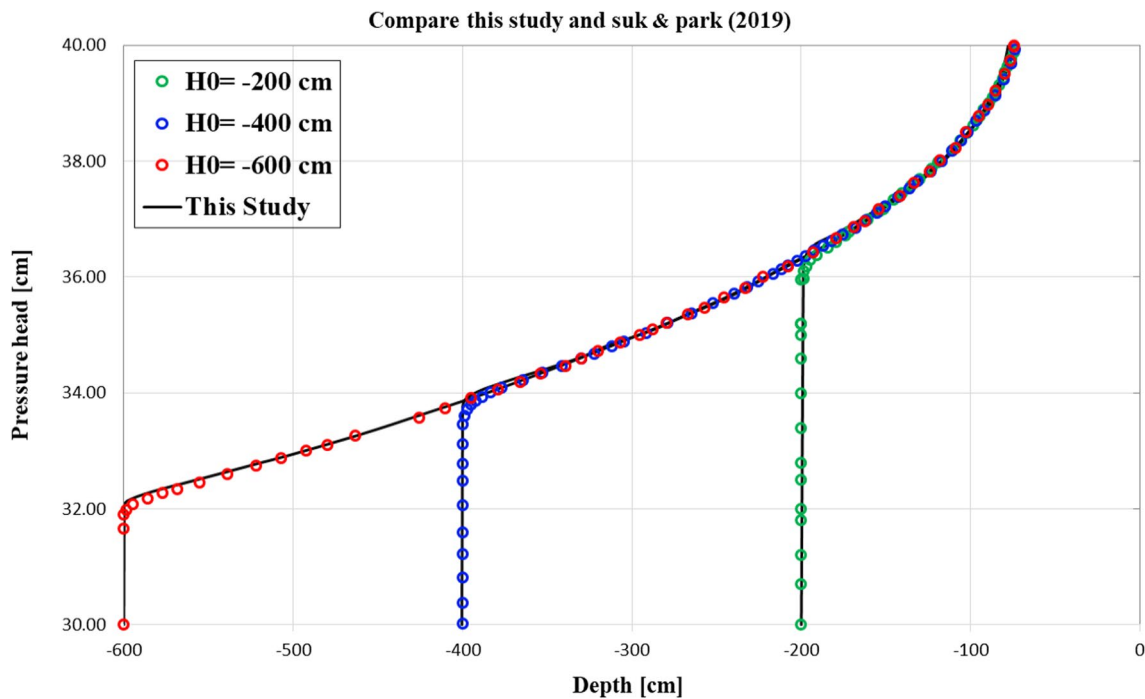 Compare this study and suk & park (2019)
40.00
38.00
36.00
34.00
32.00
30.00
Pressure head [cm]
H0= -200 cm
H0= -400 cm
H0= -600 cm
This Study
-600
-500
-400
-300
-200
-100
0
Depth [cm]